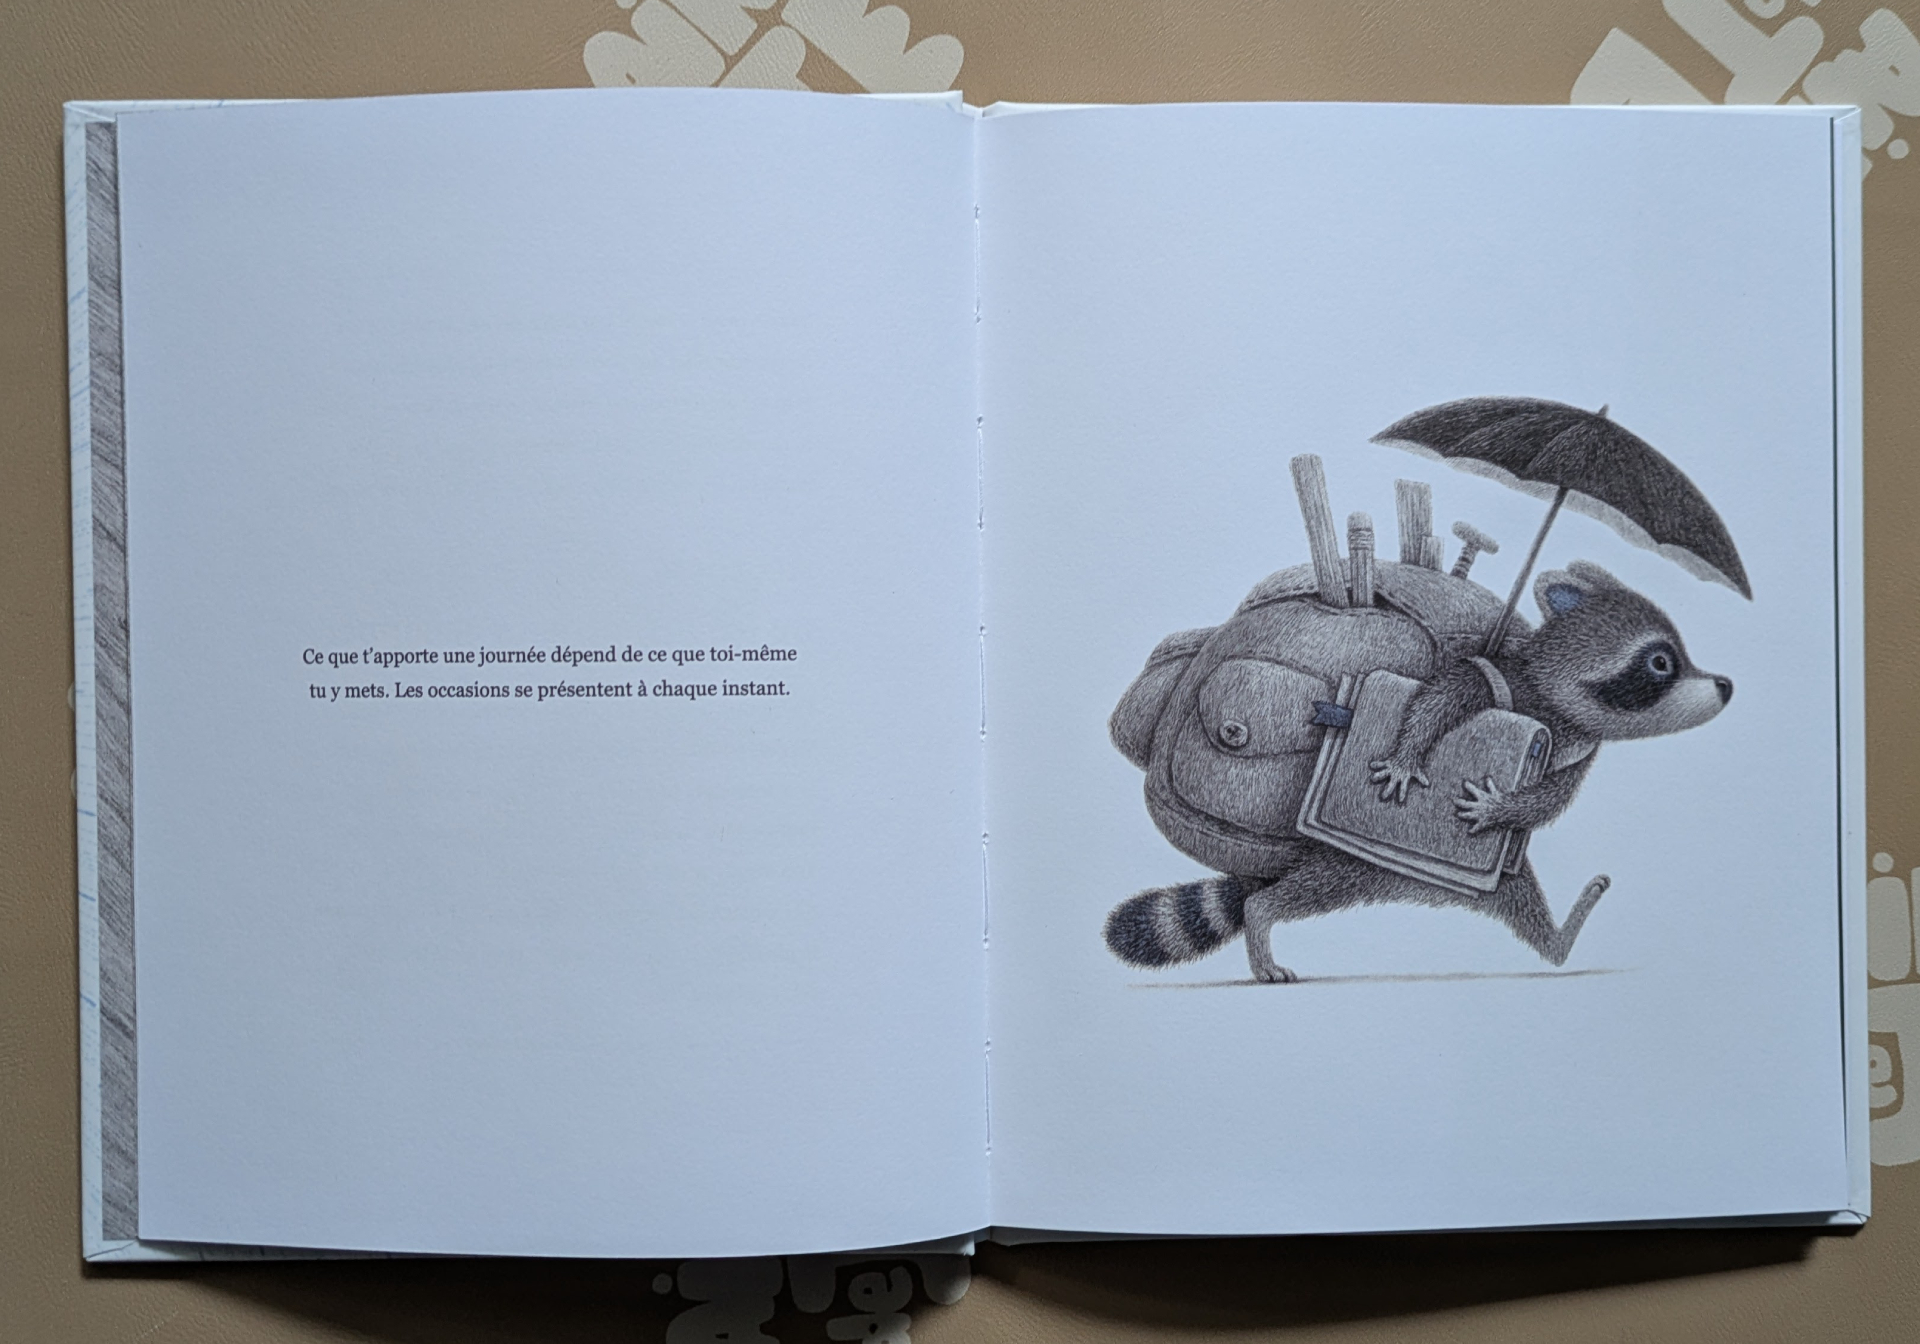 Ce que t'apporte une journée dépend de ce que toi-même
tu y mets. Les occasions se présentent à chaque instant.